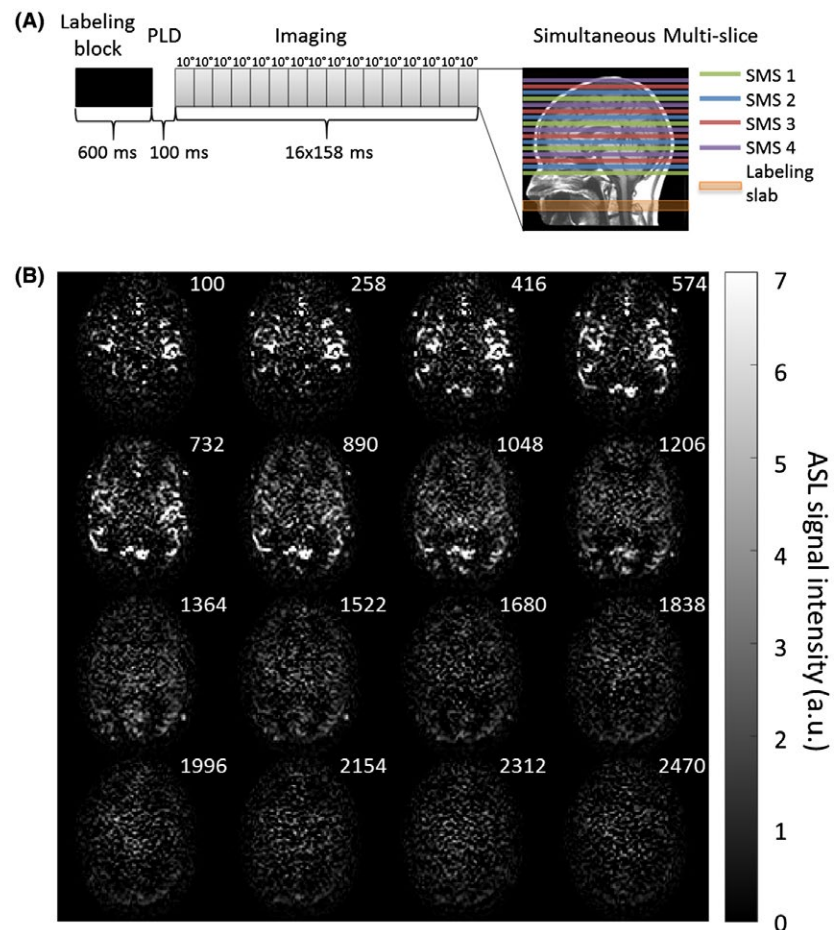 (A)
Labeling
block
PLD
Imaging
Simultaneous Multi-slice
10° 10° 10° 10° 10° 10° 10° 10° 10° 10° 10° 10° 10° 10° 10° 10°
600 ms
100 ms
16x158 ms
SMS 1
SMS 2
SMS 3
SMS 4
Labeling
slab
(B)
100 258 416 574
732 890 1048 1206
1364 1522 1680 1838
1996 2154 2312 2470
7
6
5
4
3
2
1
0
ASL signal intensity (a.u.)